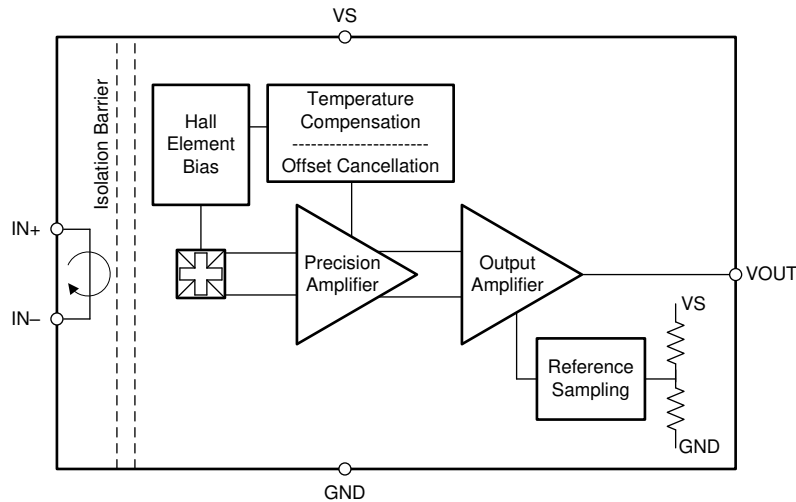 VS
Isolation Barrier
Hall
Element
Bias
Temperature
Compensation
Offset Cancellation
IN+
IN–
Precision
Amplifier
Output
Amplifier
VOUT
VS
Reference
Sampling
GND
GND